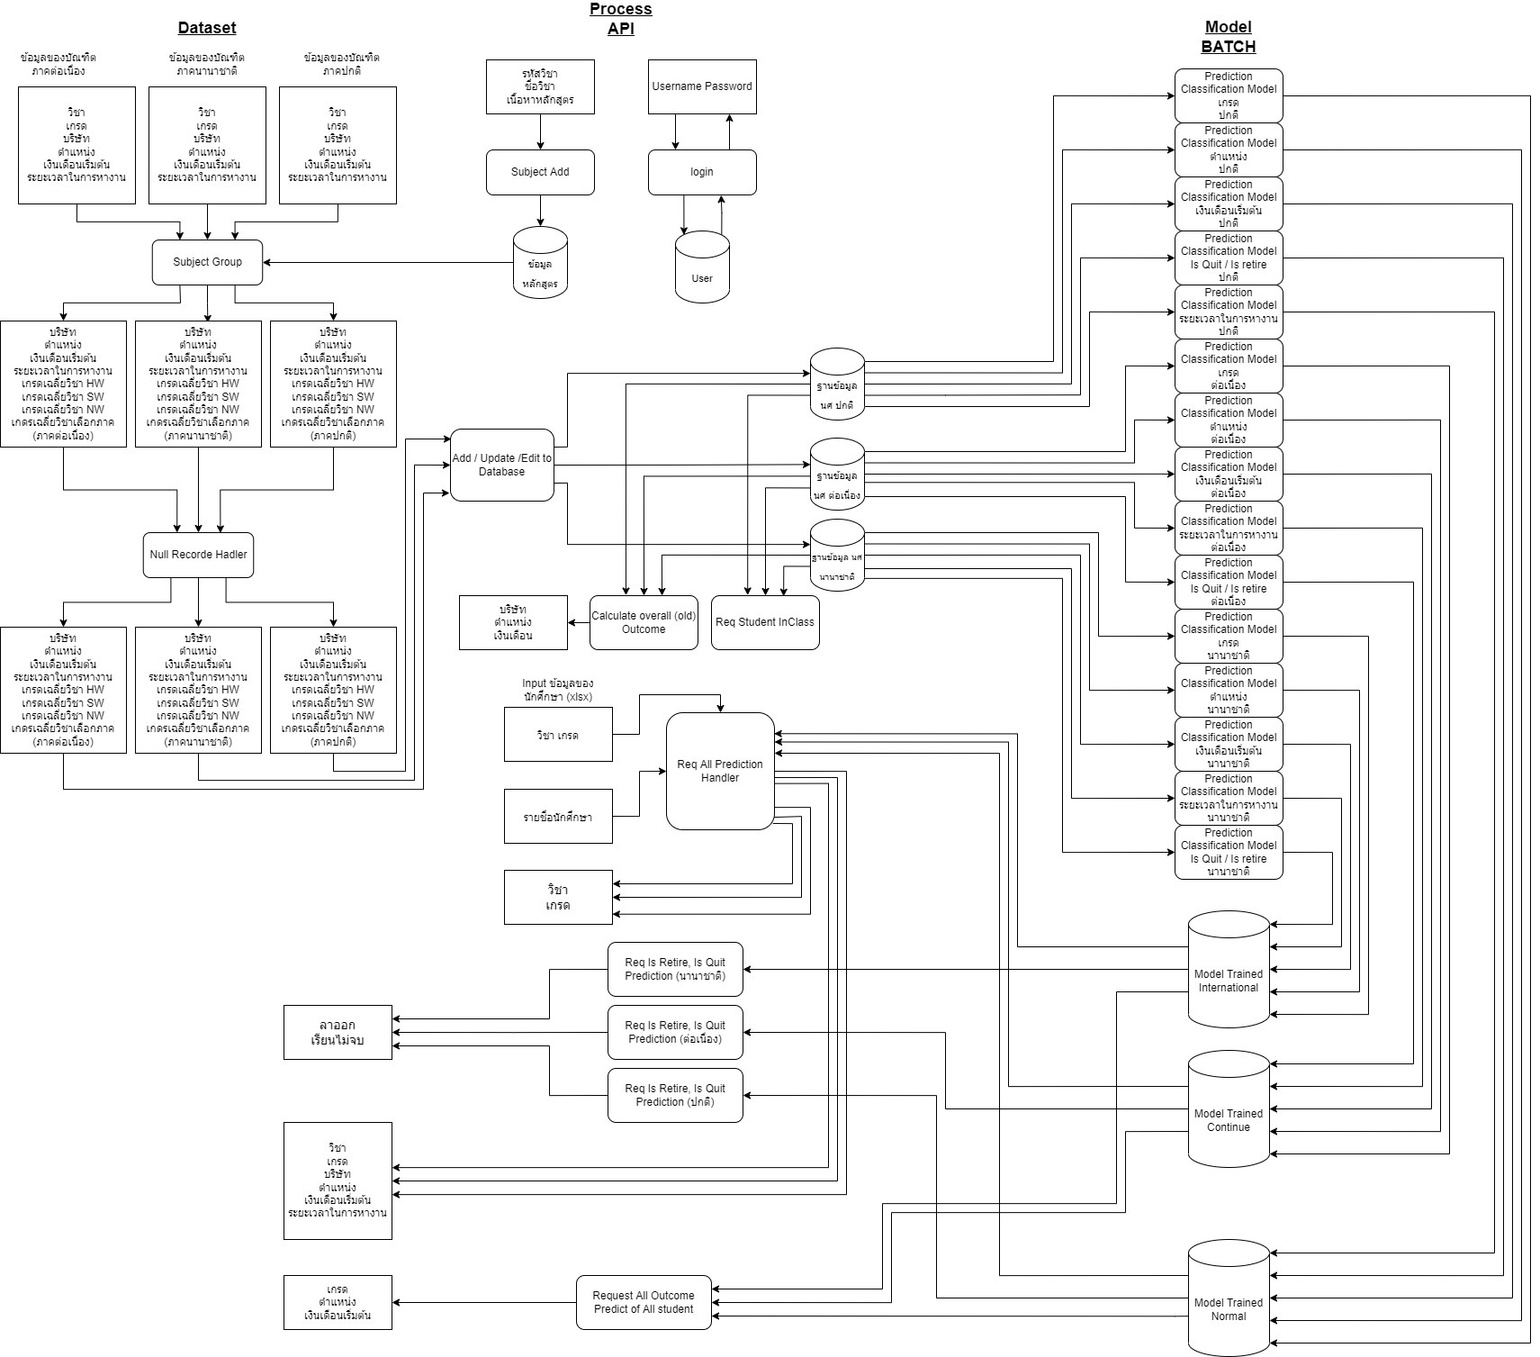 Dataset
ข้อมูลของบัณฑิต
ภาคต่อเนื่อง
ข้อมูลของบัณฑิต
ภาคนานาชาติ
ข้อมูลของบัณฑิต
ภาคปกติ
วิชา
เกรด
บริษัท
ตำแหน่ง
เงินเดือนเริ่มต้น
ระยะเวลาในการหางาน
วิชา
เกรด
บริษัท
ตำแหน่ง
เงินเดือนเริ่มต้น
ระยะเวลาในการหางาน
วิชา
เกรด
บริษัท
ตำแหน่ง
เงินเดือนเริ่มต้น
ระยะเวลาในการหางาน
Subject Group
บริษัท
ตำแหน่ง
เงินเดือนเริ่มต้น
ระยะเวลาในการหางาน
เกรดเฉลี่ยวิชา HW
เกรดเฉลี่ยวิชา SW
เกรดเฉลี่ยวิชา NW
เกดรเฉลี่ยวิชาเลือกภาค
(ภาคต่อเนื่อง)
บริษัท
ตำแหน่ง
เงินเดือนเริ่มต้น
ระยะเวลาในการหางาน
เกรดเฉลี่ยวิชา HW
เกรดเฉลี่ยวิชา SW
เกรดเฉลี่ยวิชา NW
เกดรเฉลี่ยวิชาเลือกภาค
(ภาคนานาชาติ)
บริษัท
ตำแหน่ง
เงินเดือนเริ่มต้น
ระยะเวลาในการหางาน
เกรดเฉลี่ยวิชา HW
เกรดเฉลี่ยวิชา SW
เกรดเฉลี่ยวิชา NW
เกดรเฉลี่ยวิชาเลือกภาค
(ภาคปกติ)
Null Recorde Hadler
บริษัท
ตำแหน่ง
เงินเดือนเริ่มต้น
ระยะเวลาในการหางาน
เกรดเฉลี่ยวิชา HW
เกรดเฉลี่ยวิชา SW
เกรดเฉลี่ยวิชา NW
เกดรเฉลี่ยวิชาเลือกภาค
(ภาคต่อเนื่อง)
บริษัท
ตำแหน่ง
เงินเดือนเริ่มต้น
ระยะเวลาในการหางาน
เกรดเฉลี่ยวิชา HW
เกรดเฉลี่ยวิชา SW
เกรดเฉลี่ยวิชา NW
เกดรเฉลี่ยวิชาเลือกภาค
(ภาคนานาชาติ)
บริษัท
ตำแหน่ง
เงินเดือนเริ่มต้น
ระยะเวลาในการหางาน
เกรดเฉลี่ยวิชา HW
เกรดเฉลี่ยวิชา SW
เกรดเฉลี่ยวิชา NW
เกดรเฉลี่ยวิชาเลือกภาค
(ภาคปกติ)
Process
API
รหัสวิชา
ชื่อวิชา
เนื้อหาหลักสูตร
Subject Add
ข้อมูล
หลักสูตร
Username Password
login
User
Add / Update /Edit to
Database
ฐานข้อมูล
นศ ปกติ
ฐานข้อมูล
นศ ต่อเนื่อง
ฐานข้อมูล นศ
นานาชาติ
บริษัท
ตำแหน่ง
เงินเดือน
Calculate overall (old)
Outcome
Req Student InClass
Input ข้อมูลของ
นักศึกษา (xlsx)
วิชา เกรด
รายชื่อนักศึกษา
Req All Prediction
Handler
วิชา
เกรด
Req Is Retire, Is Quit
Prediction (นานาชาติ)
Req Is Retire, Is Quit
Prediction (ต่อเนื่อง)
Req Is Retire, Is Quit
Prediction (ปกติ)
ลาออก
เรียนไม่จบ
วิชา
เกรด
บริษัท
ตำแหน่ง
เงินเดือนเริ่มต้น
ระยะเวลาในการหางาน
เกรด
ตำแหน่ง
เงินเดือนเริ่มต้น
Request All Outcome
Predict of All student
Model
BATCH
Prediction
Classification Model
เกรด
ปกติ
Prediction
Classification Model
ตำแหน่ง
ปกติ
Prediction
Classification Model
เงินเดือนเริ่มต้น
ปกติ
Prediction
Classification Model
Is Quit / Is retire
ปกติ
Prediction
Classification Model
ระยะเวลาในการหางาน
ปกติ
Prediction
Classification Model
เกรด
ต่อเนื่อง
Prediction
Classification Model
ตำแหน่ง
ต่อเนื่อง
Prediction
Classification Model
เงินเดือนเริ่มต้น
ต่อเนื่อง
Prediction
Classification Model
ระยะเวลาในการหางาน
ต่อเนื่อง
Prediction
Classification Model
Is Quit / Is retire
ต่อเนื่อง
Prediction
Classification Model
เกรด
นานาชาติ
Prediction
Classification Model
ตำแหน่ง
นานาชาติ
Prediction
Classification Model
เงินเดือนเริ่มต้น
นานาชาติ
Prediction
Classification Model
ระยะเวลาในการหางาน
นานาชาติ
Prediction
Classification Model
Is Quit / Is retire
นานาชาติ
Model Trained
International
Model Trained
Continue
Model Trained
Normal